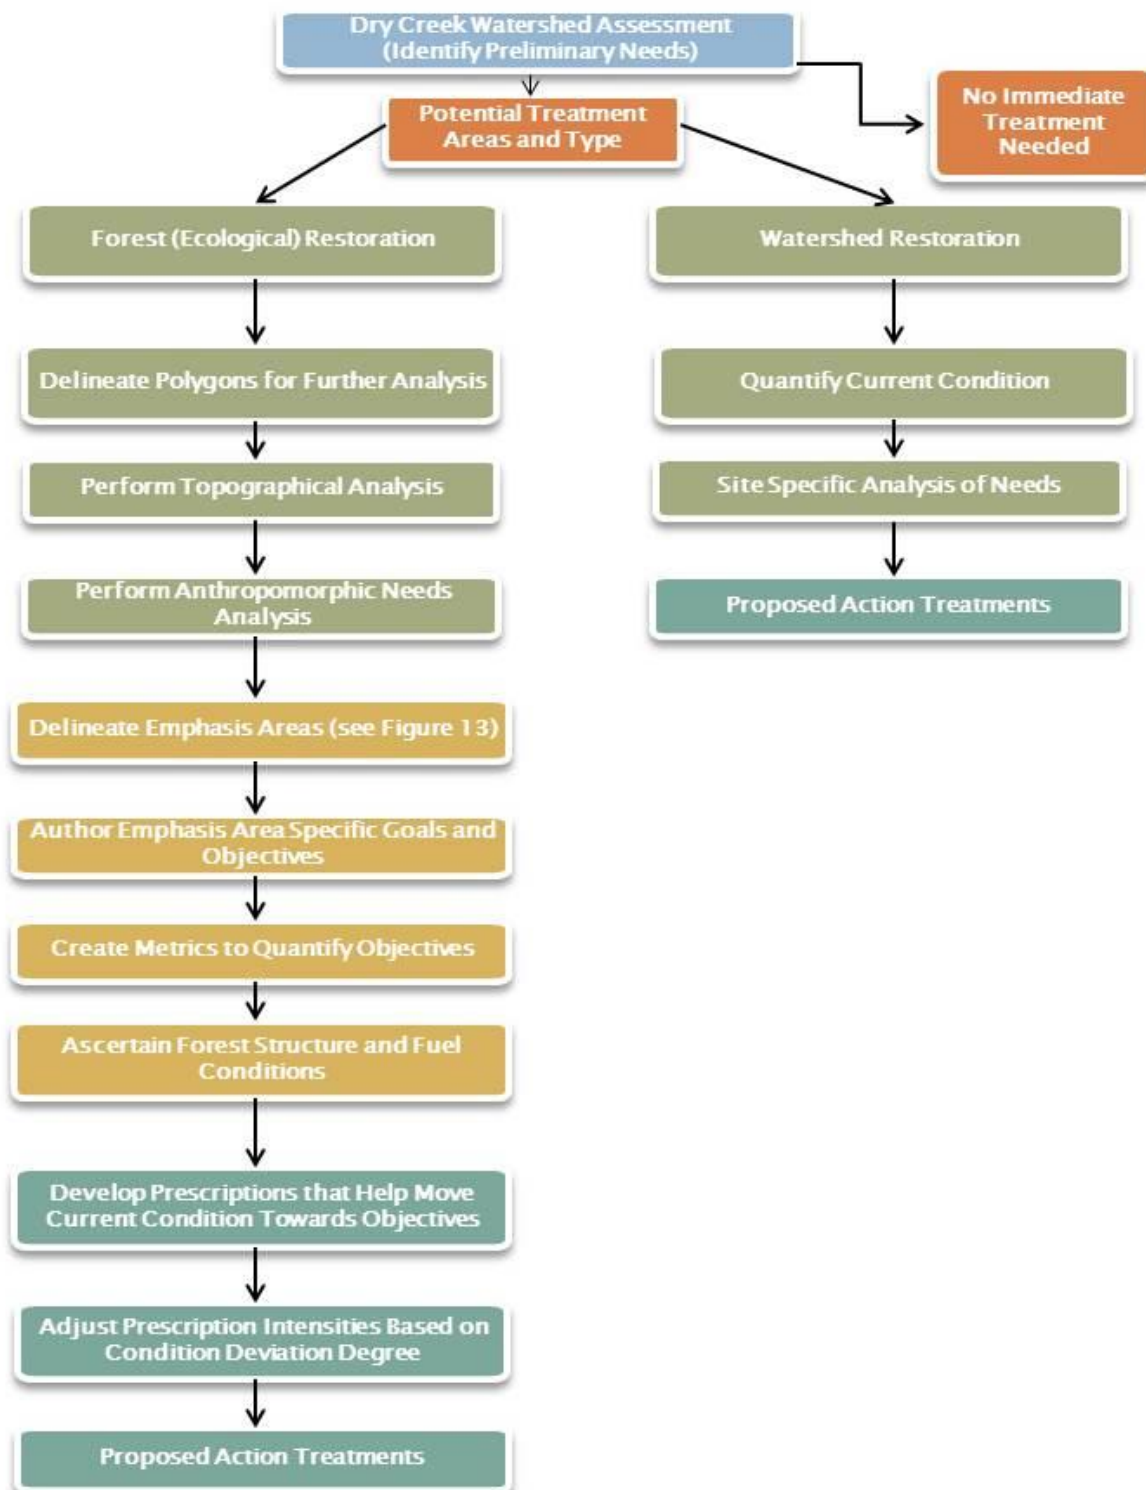 Dry Creek Watershed Assessment
(Identify Preliminary Needs)
No Immediate
Treatment
Needed
Potential Treatment
Areas and Type
Forest (Ecological) Restoration
Watershed Restoration
Delineate Polygons for Further Analysis
Quantify Current Condition
Perform Topographical Analysis
Site Specific Analysis of Needs
Perform Anthropomorphic Needs
Analysis
Proposed Action Treatments
Delineate Emphasis Areas (see Figure 13)
Author Emphasis Area Specific Goals and
Objectives
Create Metrics to Quantify Objectives
Ascertain Forest Structure and Fuel
Conditions
Develop Prescriptions that Help Move
Current Condition Towards Objectives
Adjust Prescription Intensities Based on
Condition Deviation Degree
Proposed Action Treatments